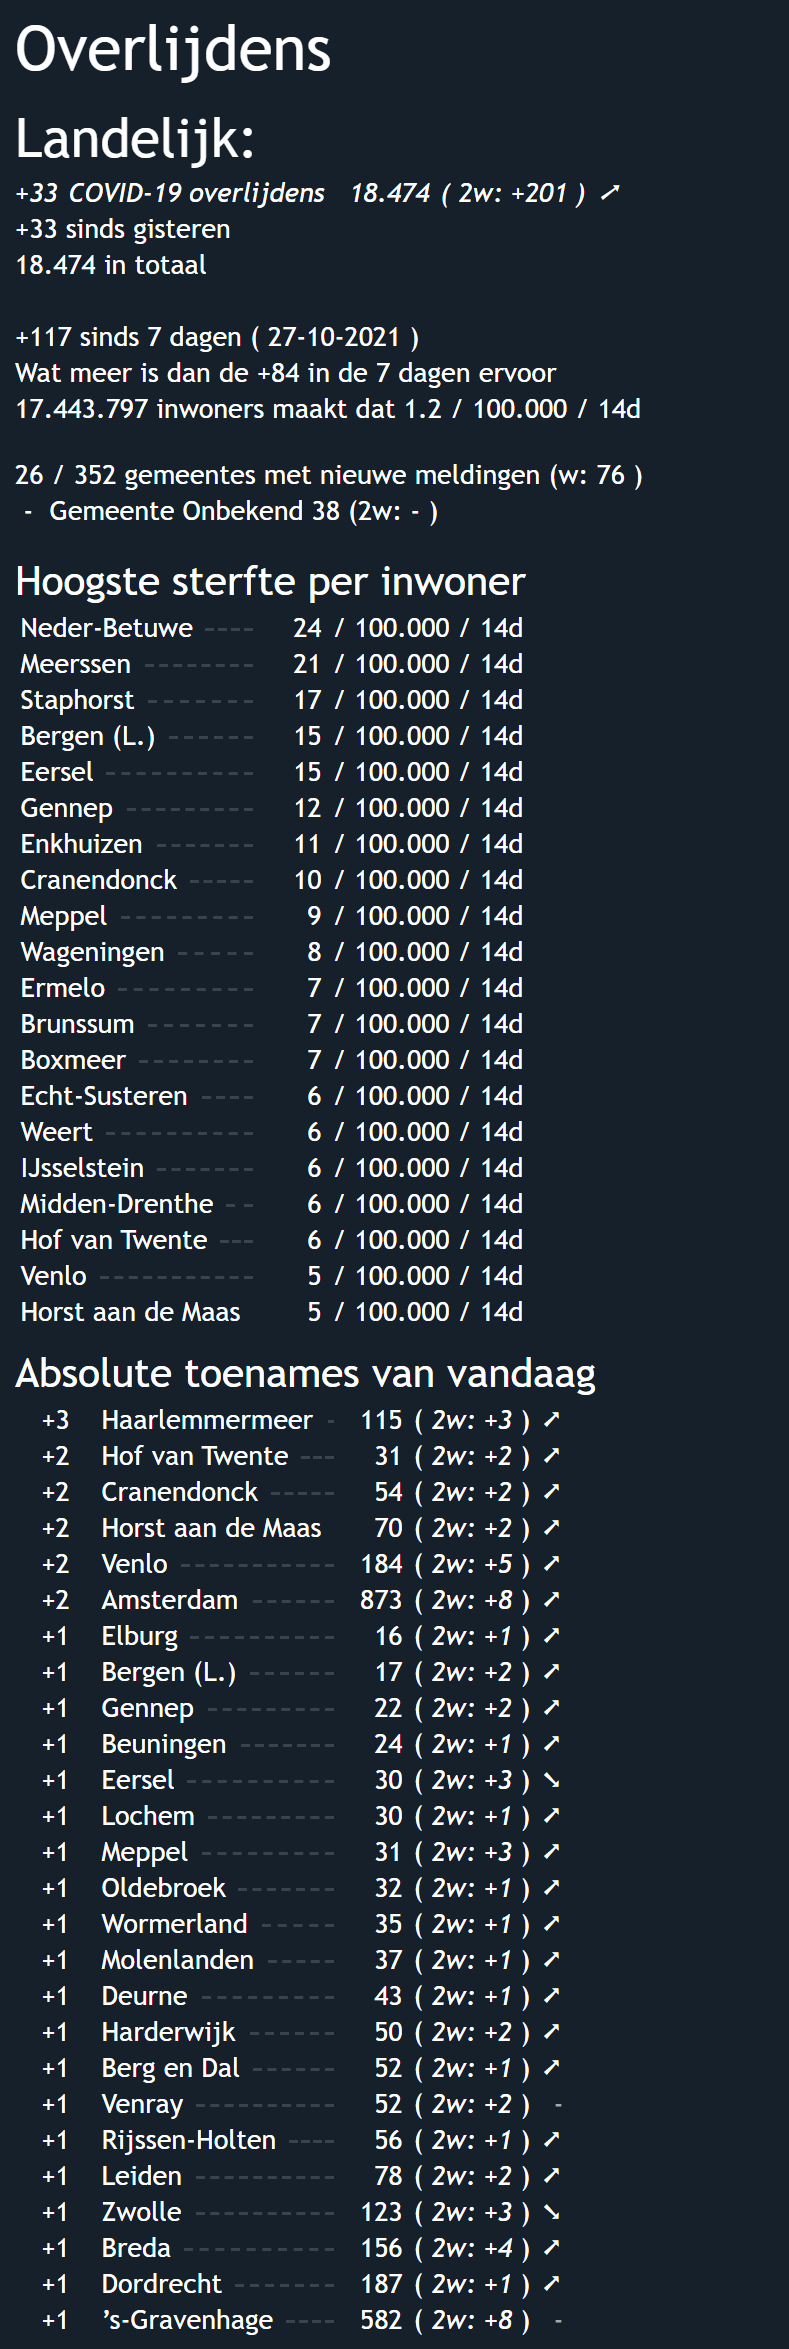 Overlijdens
Landelijk:
+33 COVID-19 overlijdens 18.474 ( 2w: +201 ) ➚
+33 sinds gisteren
18.474 in totaal
+117 sinds 7 dagen ( 27-10-2021 )
Wat meer is dan de +84 in de 7 dagen ervoor
17.443.797 inwoners maakt dat 1.2 / 100.000 / 14d
26 / 352 gemeentes met nieuwe meldingen (w: 76 )
- Gemeente Onbekend 38 (2w: - )
Hoogste sterfte per inwoner
Neder-Betuwe ---- 24 / 100.000 / 14d
Meerssen -------- 21 / 100.000 / 14d
Staphorst ------- 17 / 100.000 / 14d
Bergen (L.) ------ 15 / 100.000 / 14d
Eersel ----------- 15 / 100.000 / 14d
Gennep --------- 12 / 100.000 / 14d
Enkhuizen ------- 11 / 100.000 / 14d
Cranendonck ----- 10 / 100.000 / 14d
Meppel ---------- 9 / 100.000 / 14d
Wageningen ------ 8 / 100.000 / 14d
Ermelo ---------- 7 / 100.000 / 14d
Brunssum ------- 7 / 100.000 / 14d
Boxmeer -------- 7 / 100.000 / 14d
Echt-Susteren ---- 6 / 100.000 / 14d
Weert ----------- 6 / 100.000 / 14d
IJsselstein ------- 6 / 100.000 / 14d
Midden-Drenthe -- 6 / 100.000 / 14d
Hof van Twente --- 6 / 100.000 / 14d
Venlo ----------- 5 / 100.000 / 14d
Horst aan de Maas 5 / 100.000 / 14d
Absolute toenames van vandaag
+3 Haarlemmermeer - 115 ( 2w: +3 ) ➚
+2 Hof van Twente --- 31 ( 2w: +2 ) ➚
+2 Cranendonck ----- 54 ( 2w: +2 ) ➚
+2 Horst aan de Maas 70 ( 2w: +2 ) ➚
+2 Venlo ----------- 184 ( 2w: +5 ) ➚
+2 Amsterdam ------ 873 ( 2w: +8 ) ➚
+1 Elburg ----------- 16 ( 2w: +1 ) ➚
+1 Bergen (L.) ------ 17 ( 2w: +2 ) ➚
+1 Gennep --------- 22 ( 2w: +2 ) ➚
+1 Beuningen ------- 24 ( 2w: +1 ) ➚
+1 Eersel ----------- 30 ( 2w: +3 ) ➘
+1 Lochem --------- 30 ( 2w: +1 ) ➚
+1 Meppel ---------- 31 ( 2w: +3 ) ➚
+1 Oldebroek ------- 32 ( 2w: +1 ) ➚
+1 Wormerland ----- 35 ( 2w: +1 ) ➚
+1 Molenlanden ----- 37 ( 2w: +1 ) ➚
+1 Deurne ---------- 43 ( 2w: +1 ) ➚
+1 Harderwijk ------ 50 ( 2w: +2 ) ➚
+1 Berg en Dal ------ 52 ( 2w: +1 ) ➚
+1 Venray ---------- 52 ( 2w: +2 ) -
+1 Rijssen-Holten ---- 56 ( 2w: +1 ) ➚
+1 Leiden ---------- 78 ( 2w: +2 ) ➚
+1 Zwolle ---------- 123 ( 2w: +3 ) ➘
+1 Breda ----------- 156 ( 2w: +4 ) ➚
+1 Dordrecht ------- 187 ( 2w: +1 ) ➚
+1 ’s-Gravenhage ---- 582 ( 2w: +8 ) -